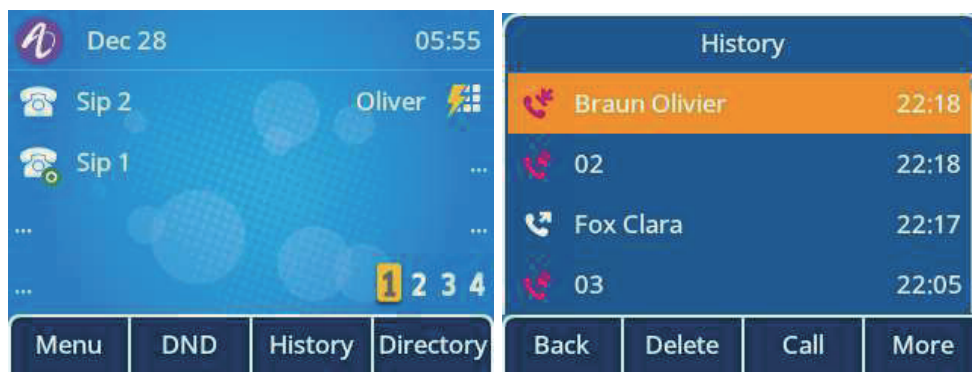 Dec 28 05:55
Sip 2 Oliver
Sip 1 ...
... ...
... 1 2 3 4
Menu DND History Directory
History
Braun Olivier 22:18
02 22:18
Fox Clara 22:17
03 22:05
Back Delete Call More